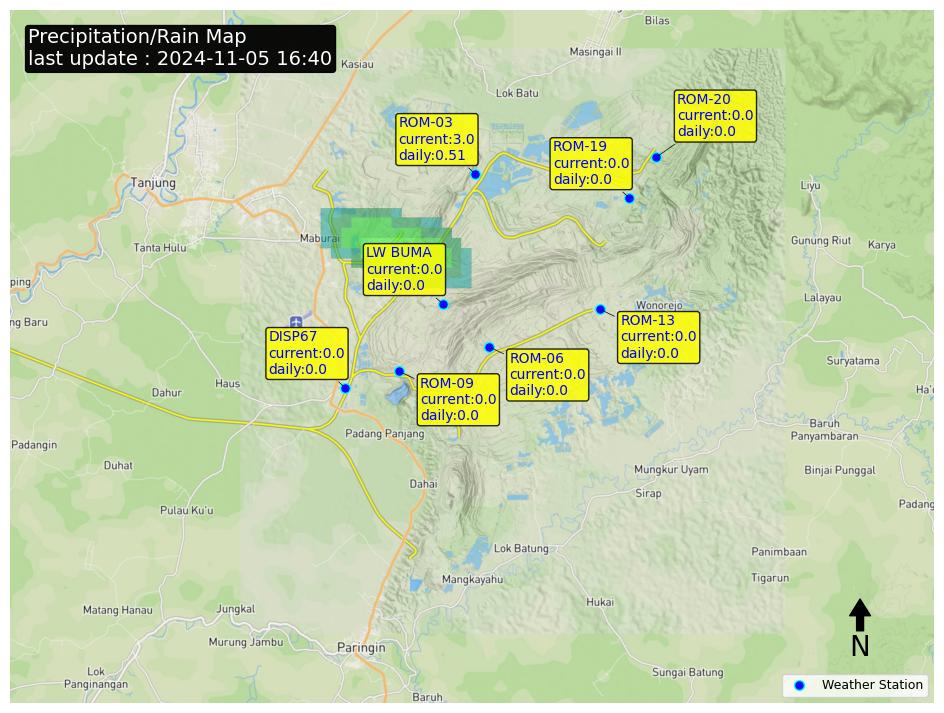 Precipitation/Rain Map
last update : 2024-11-05 16:40
Bilas
Masingai II
Kasiau
Lok Batu
ROM-20
current:0.0
daily:0.0
ROM-03
current:3.0
daily:0.51
ROM-19
current:0.0
daily:0.0
Tanjung
Liyu
Tanta Hulu
Maburai
Gunung Riut
Karya
LW BUMA
current:0.0
daily:0.0
ping
Lalayau
Wonorejo
ng Baru
ROM-13
current:0.0
daily:0.0
DISP67
current:0.0
daily:0.0
ROM-06
current:0.0
daily:0.0
Suryatama
Haus
ROM-09
current:0.0
daily:0.0
Ha'o
Dahur
Baruh
Panyambaran
Padang Panjang
Padangin
Duhat
Mungkur Uyam
Binjai Punggal
Dahai
Sirap
Padang
Pulau Ku'u
Lok Batung
Panimbaan
Mangkayahu
Tigarun
Matang Hanau
Jungkal
Hukai
Murung Jambu
Paringin
N
Lok
Panginangan
Sungai Batung
Baruh
Weather Station